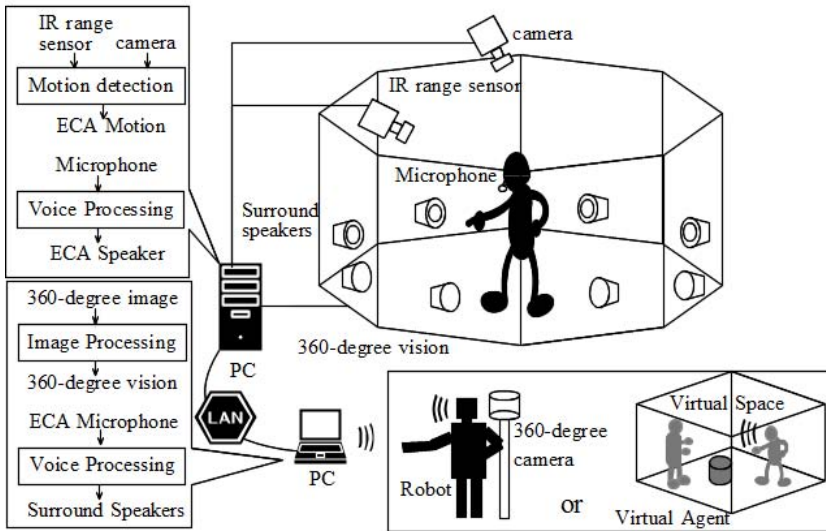 IR range
sensor
camera
Motion detection
ECA Motion
Microphone
Voice Processing
ECA Speaker
360-degree image
Image Processing
360-degree vision
ECA Microphone
Voice Processing
Surround Speakers
camera
IR range sensor
Microphone
Surround
speakers
360-degree vision
PC
LAN
PC
360-degree
camera
Robot
or
Virtual Space
Virtual Agent